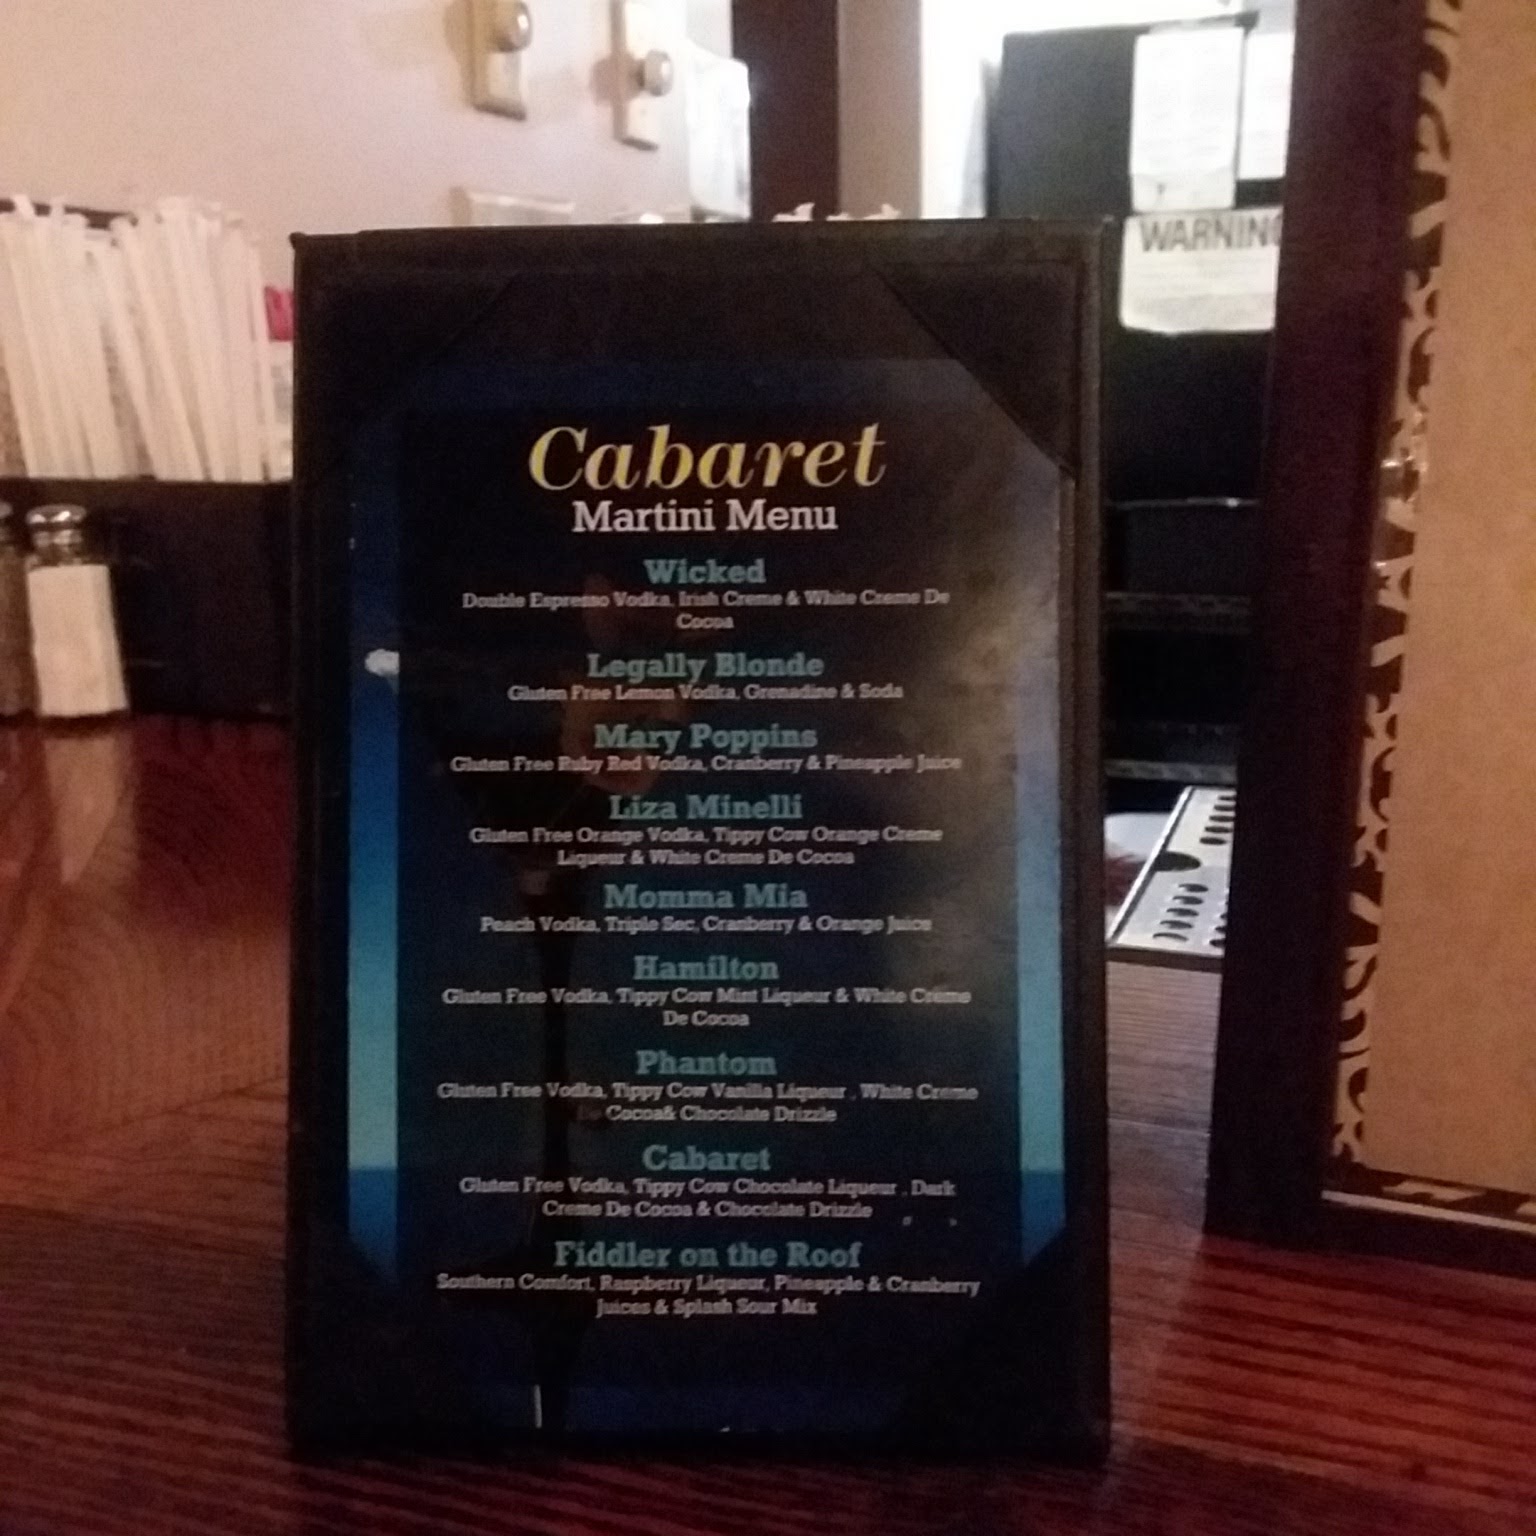 WARNING
Cabaret
Martini Menu
Wicked
Double Espresso Vodka, Irish Creme & White Creme De
Cocoa
Legally Blonde
Gluten Free Lemon Vodka, Grenadine & Soda
Mary Poppins
Gluten Free Ruby Red Vodka, Cranberry & Pineapple Juice
Liza Minelli
Gluten Free Orange Vodka, Tippy Cow Orange Creme
Liqueur & White Creme De Cocoa
Momma Mia
Peach Vodka, Triple Sec, Cranberry & Orange Juice
Hamilton
Gluten Free Vodka, Tippy Cow Mint Liqueur & White Creme
De Cocoa
Phantom
Gluten Free Vodka, Tippy Cow Vanilla Liqueur . White Creme
De Cocoa& Chocolate Drizzle
Cabaret
Gluten Free Vodka, Tippy Cow Chocolate Liqueur . Dark
Creme De Cocoa & Chocolate Drizzle
Fiddler on the Roof
Southern Comfort, Raspberry Liqueur, Pineapple & Cranberry
Juices & Splash Sour Mix